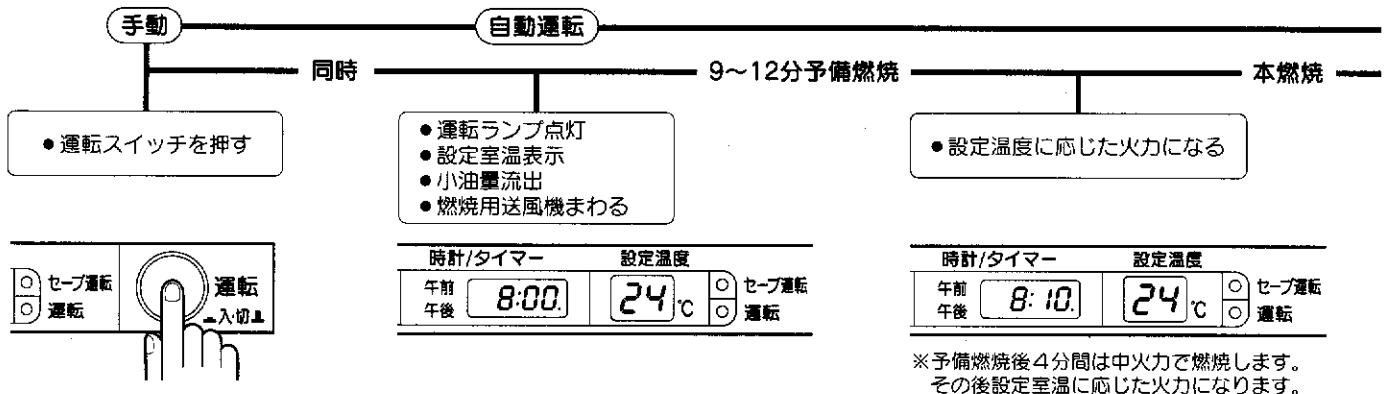 手動
自動運転
同時
9〜12分予備燃焼
本燃焼
●運転スイッチを押す
●運転ランプ点灯
●設定室温表示
●小油量流出
●燃焼用送風機まわる
●設定温度に応じた火力になる
セーブ運転
運転
運転
入・切
時計/タイマー
設定温度
午前
午後
8:00.
24℃
セーブ運転
運転
時計/タイマー
設定温度
午前
午後
8:10.
24℃
セーブ運転
運転
※予備燃焼後4分間は中火力で燃焼します。
その後設定室温に応じた火力になります。